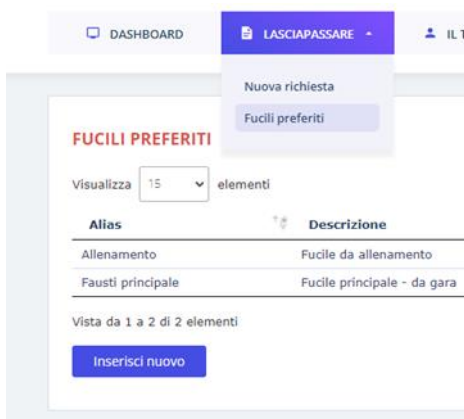 DASHBOARD LASCIAPASSARE IL T
Nuova richiesta
Fucili preferiti
FUCILI PREFERITI
Visualizza 15 elementi
Alias Descrizione
Allenamento Fucile da allenamento
Fausti principale Fucile principale - da gara
Vista da 1 a 2 di 2 elementi
Inserisci nuovo